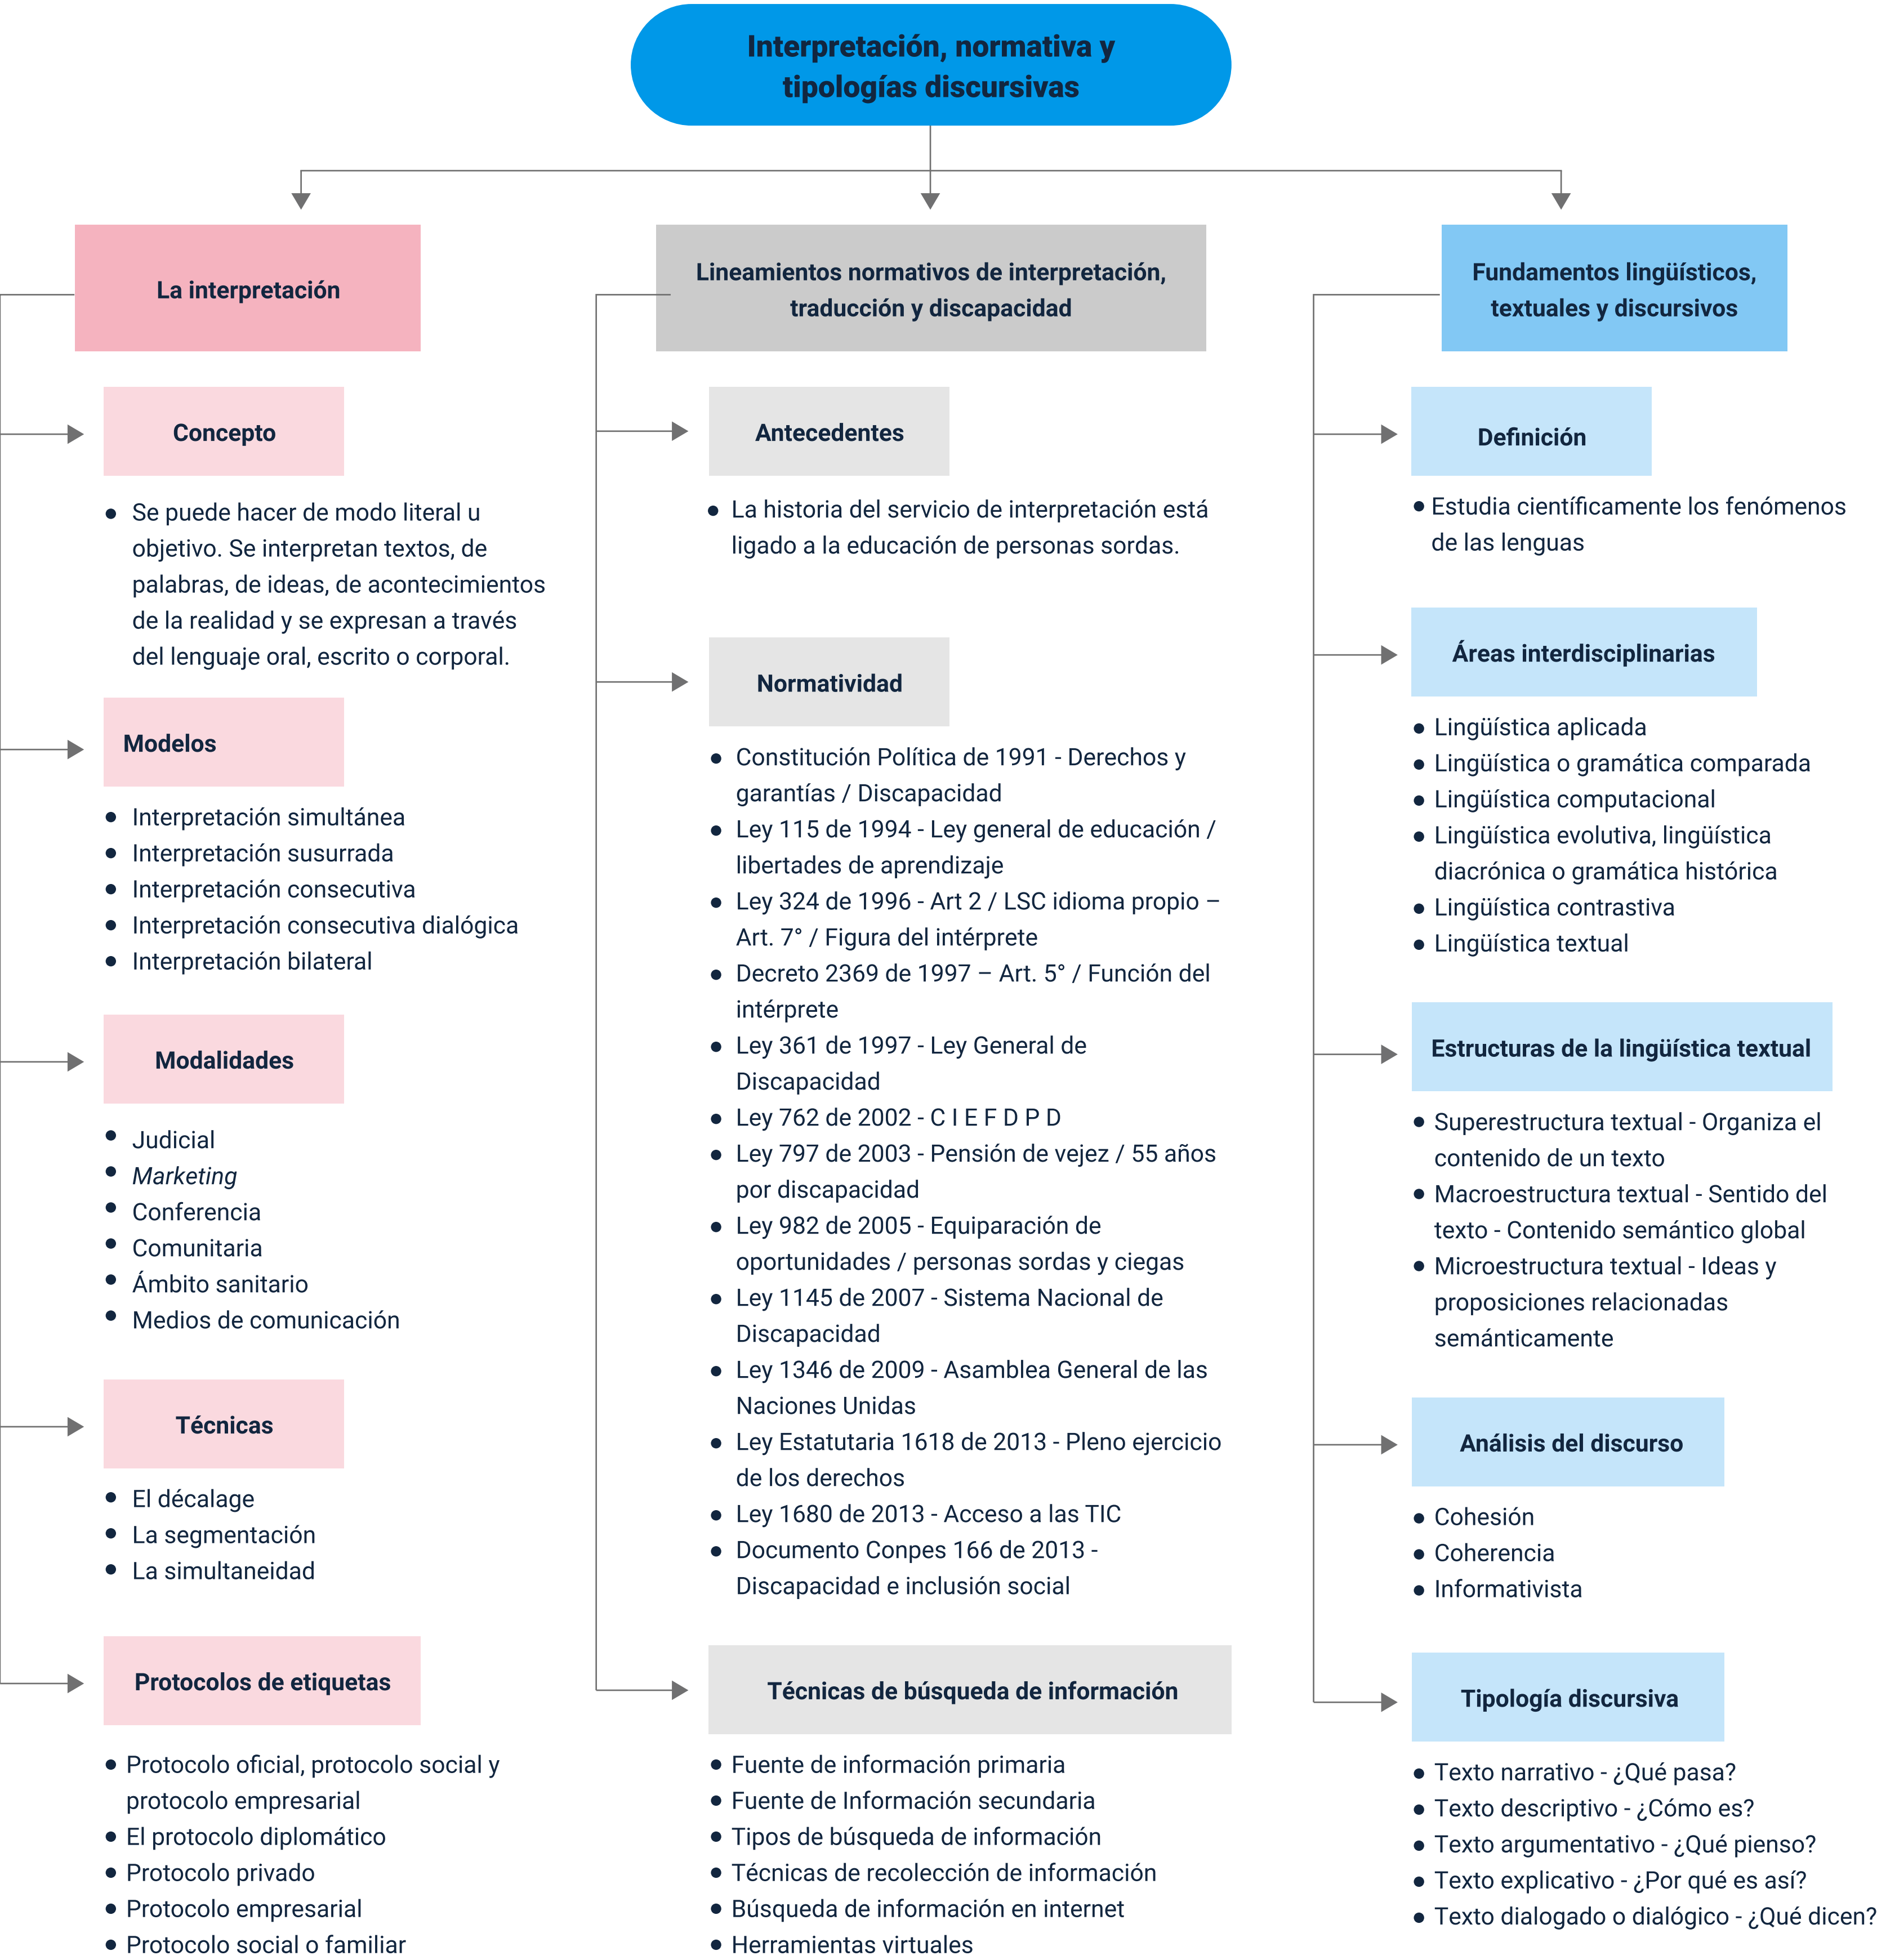 Interpretación, normativa y
tipologías discursivas
La interpretación
Concepto
Se puede hacer de modo literal u
objetivo. Se interpretan textos, de
palabras, de ideas, de acontecimientos
de la realidad y se expresan a través
del lenguaje oral, escrito o corporal.
Modelos
Interpretación simultánea
Interpretación susurrada
Interpretación consecutiva
Interpretación consecutiva dialógica
Interpretación bilateral
Modalidades
Judicial
Marketing
Conferencia
Comunitaria
Ámbito sanitario
Medios de comunicación
Técnicas
El décalage
La segmentación
La simultaneidad
Protocolos de etiquetas
Protocolo oficial, protocolo social y
protocolo empresarial
El protocolo diplomático
Protocolo privado
Protocolo empresarial
Protocolo social o familiar
Lineamientos normativos de interpretación,
traducción y discapacidad
Antecedentes
La historia del servicio de interpretación está
ligado a la educación de personas sordas.
Normatividad
Constitución Política de 1991 - Derechos y
garantías / Discapacidad
Ley 115 de 1994 - Ley general de educación /
libertades de aprendizaje
Ley 324 de 1996 - Art 2 / LSC idioma propio –
Art. 7° / Figura del intérprete
Decreto 2369 de 1997 – Art. 5° / Función del
intérprete
Ley 361 de 1997 - Ley General de
Discapacidad
Ley 762 de 2002 - C I E F D P D
Ley 797 de 2003 - Pensión de vejez / 55 años
por discapacidad
Ley 982 de 2005 - Equiparación de
oportunidades / personas sordas y ciegas
Ley 1145 de 2007 - Sistema Nacional de
Discapacidad
Ley 1346 de 2009 - Asamblea General de las
Naciones Unidas
Ley Estatutaria 1618 de 2013 - Pleno ejercicio
de los derechos
Ley 1680 de 2013 - Acceso a las TIC
Documento Conpes 166 de 2013 -
Discapacidad e inclusión social
Técnicas de búsqueda de información
Fuente de información primaria
Fuente de Información secundaria
Tipos de búsqueda de información
Técnicas de recolección de información
Búsqueda de información en internet
Herramientas virtuales
Fundamentos lingüísticos,
textuales y discursivos
Definición
Estudia científicamente los fenómenos
de las lenguas
Áreas interdisciplinarias
Lingüística aplicada
Lingüística o gramática comparada
Lingüística computacional
Lingüística evolutiva, lingüística
diacrónica o gramática histórica
Lingüística contrastiva
Lingüística textual
Estructuras de la lingüística textual
Superestructura textual - Organiza el
contenido de un texto
Macroestructura textual - Sentido del
texto - Contenido semántico global
Microestructura textual - Ideas y
proposiciones relacionadas
semánticamente
Análisis del discurso
Cohesión
Coherencia
Informativista
Tipología discursiva
Texto narrativo - ¿Qué pasa?
Texto descriptivo - ¿Cómo es?
Texto argumentativo - ¿Qué pienso?
Texto explicativo - ¿Por qué es así?
Texto dialogado o dialógico - ¿Qué dicen?